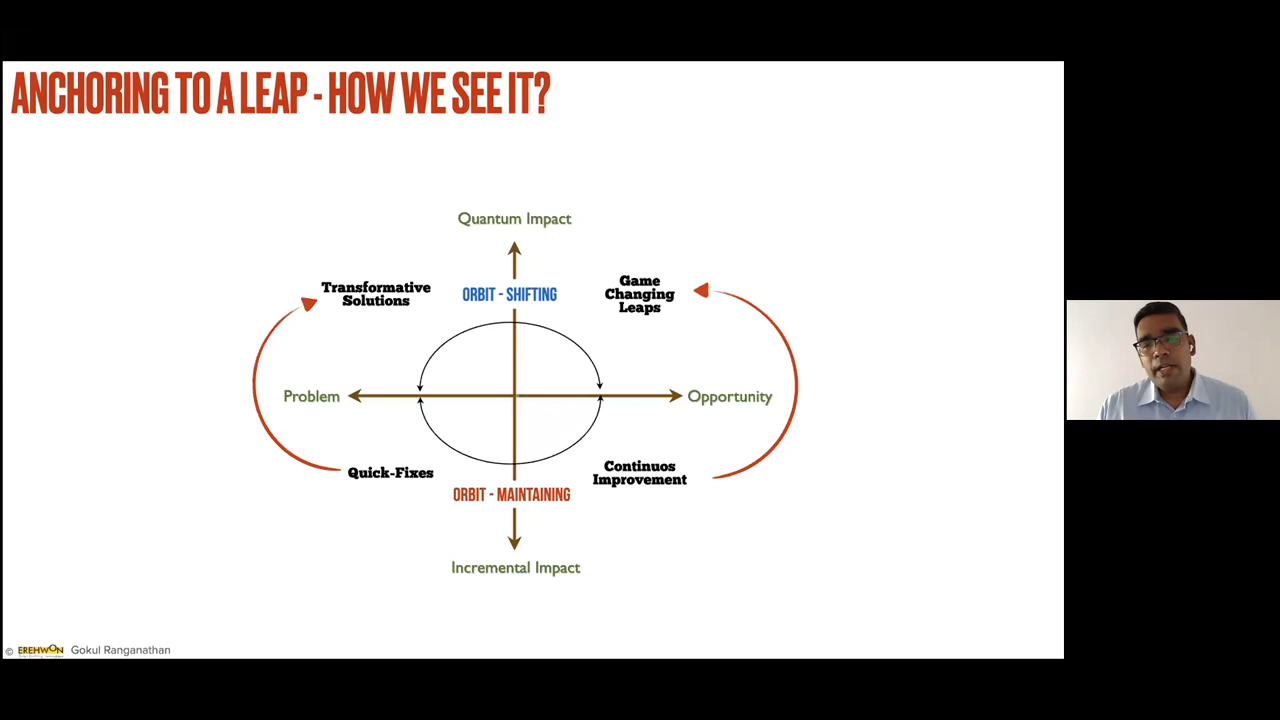 ANCHORING TO A LEAP - HOW WE SEE IT?
Quantum Impact
Transformative
Solutions
ORBIT - SHIFTING
Game
Changing
Leaps
Problem
Opportunity
Quick-Fixes
Continuos
Improvement
ORBIT - MAINTAINING
Incremental Impact
© EREHWON
Gokul Ranganathan